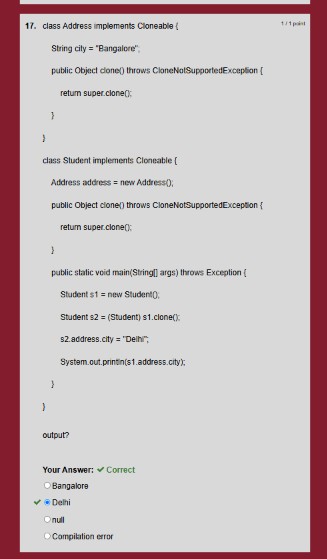 17. class Address implements Cloneable {
1 / 1 point
String city = "Bangalore";
public Object clone() throws CloneNotSupportedException {
return super.clone();
}
}
class Student implements Cloneable {
Address address = new Address();
public Object clone() throws CloneNotSupportedException {
return super.clone();
}
public static void main(String[] args) throws Exception {
Student s1 = new Student();
Student s2 = (Student) s1.clone();
s2.address.city = "Delhi";
System.out.println(s1.address.city);
}
}
output?
Your Answer: ✔ Correct
Bangalore
Delhi
null
Compilation error